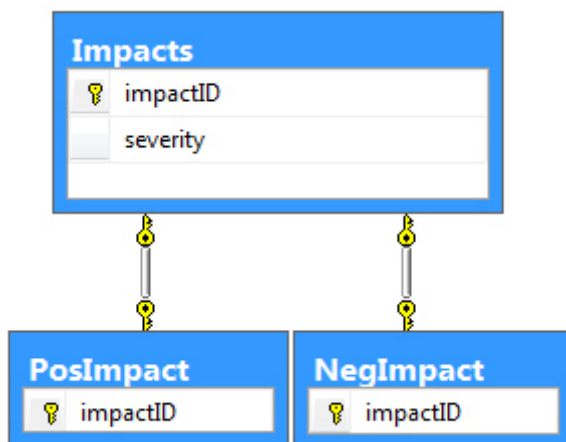 Impacts
impactID
severity
PosImpact
impactID
NegImpact
impactID